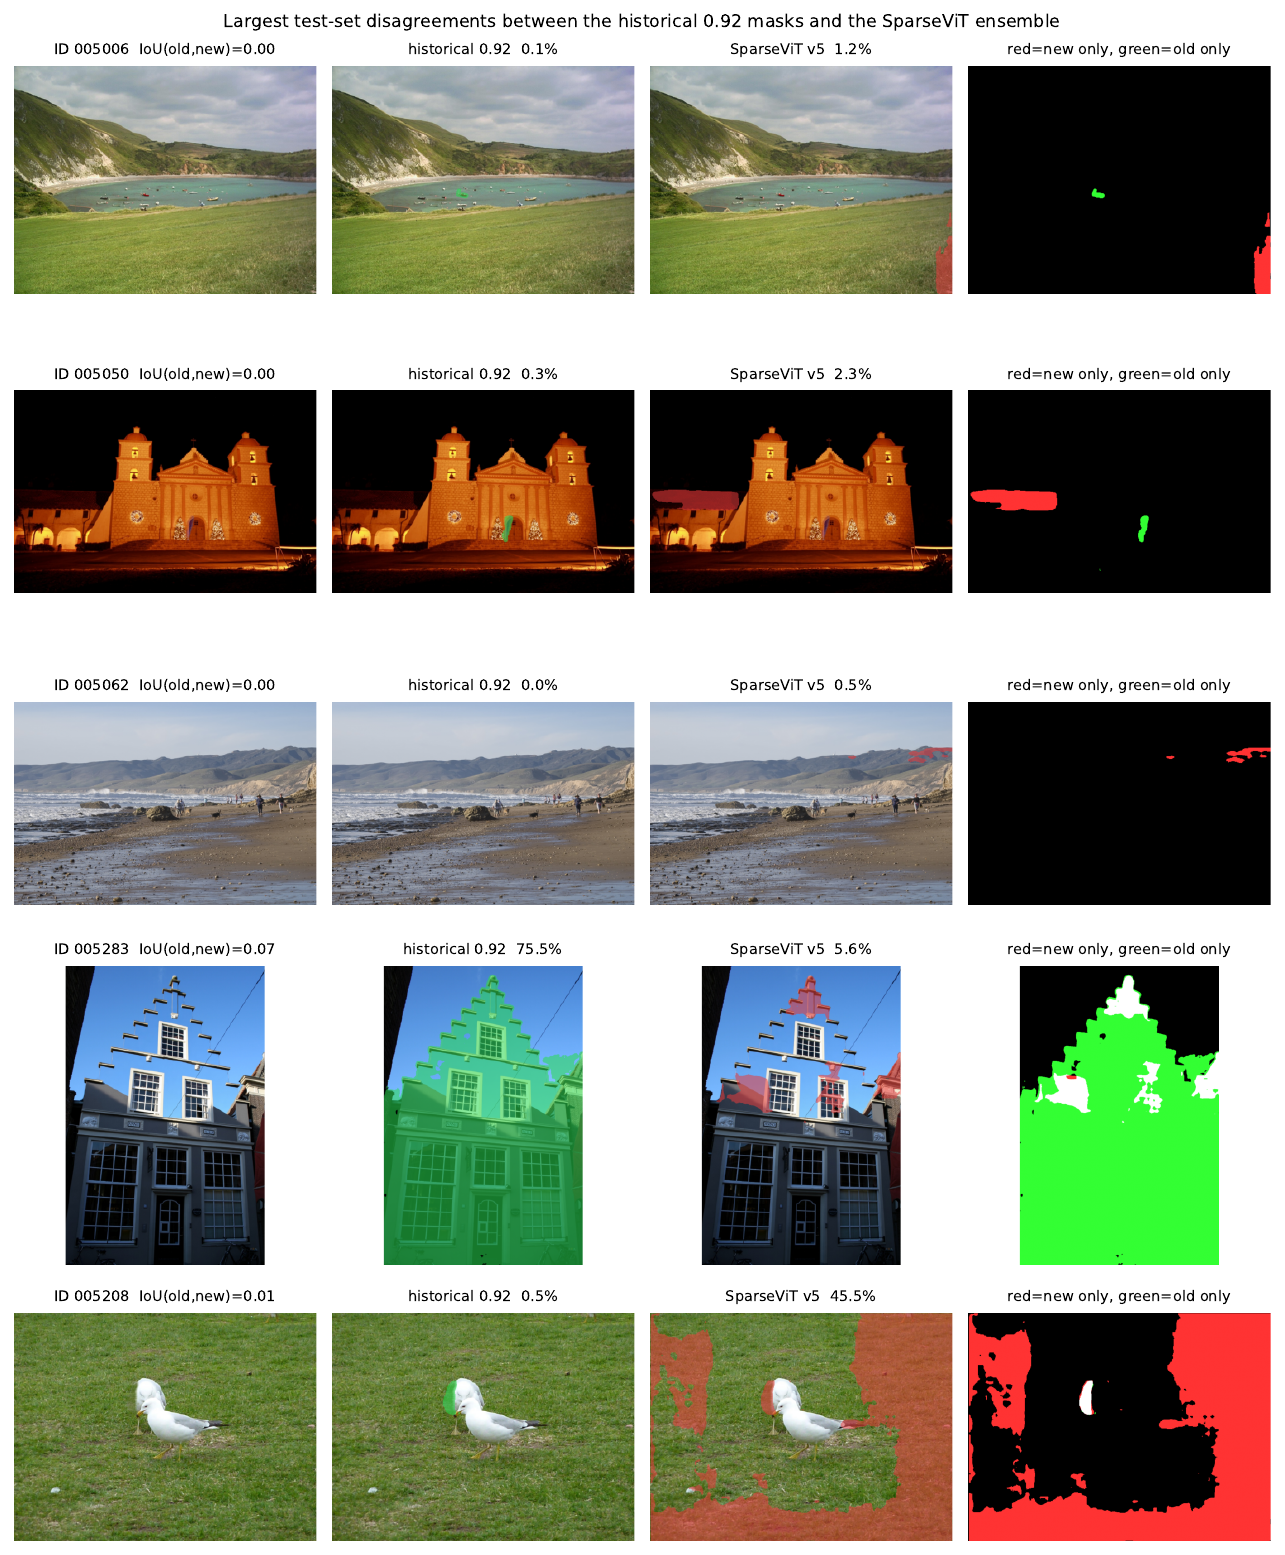 Largest test-set disagreements between the historical 0.92 masks and the SparseViT ensemble
ID 005006  IoU(old,new)=0.00
historical 0.92  0.1%
SparseViT v5  1.2%
red=new only, green=old only
ID 005050  IoU(old,new)=0.00
historical 0.92  0.3%
SparseViT v5  2.3%
red=new only, green=old only
ID 005062  IoU(old,new)=0.00
historical 0.92  0.0%
SparseViT v5  0.5%
red=new only, green=old only
ID 005283  IoU(old,new)=0.07
historical 0.92  75.5%
SparseViT v5  5.6%
red=new only, green=old only
ID 005208  IoU(old,new)=0.01
historical 0.92  0.5%
SparseViT v5  45.5%
red=new only, green=old only